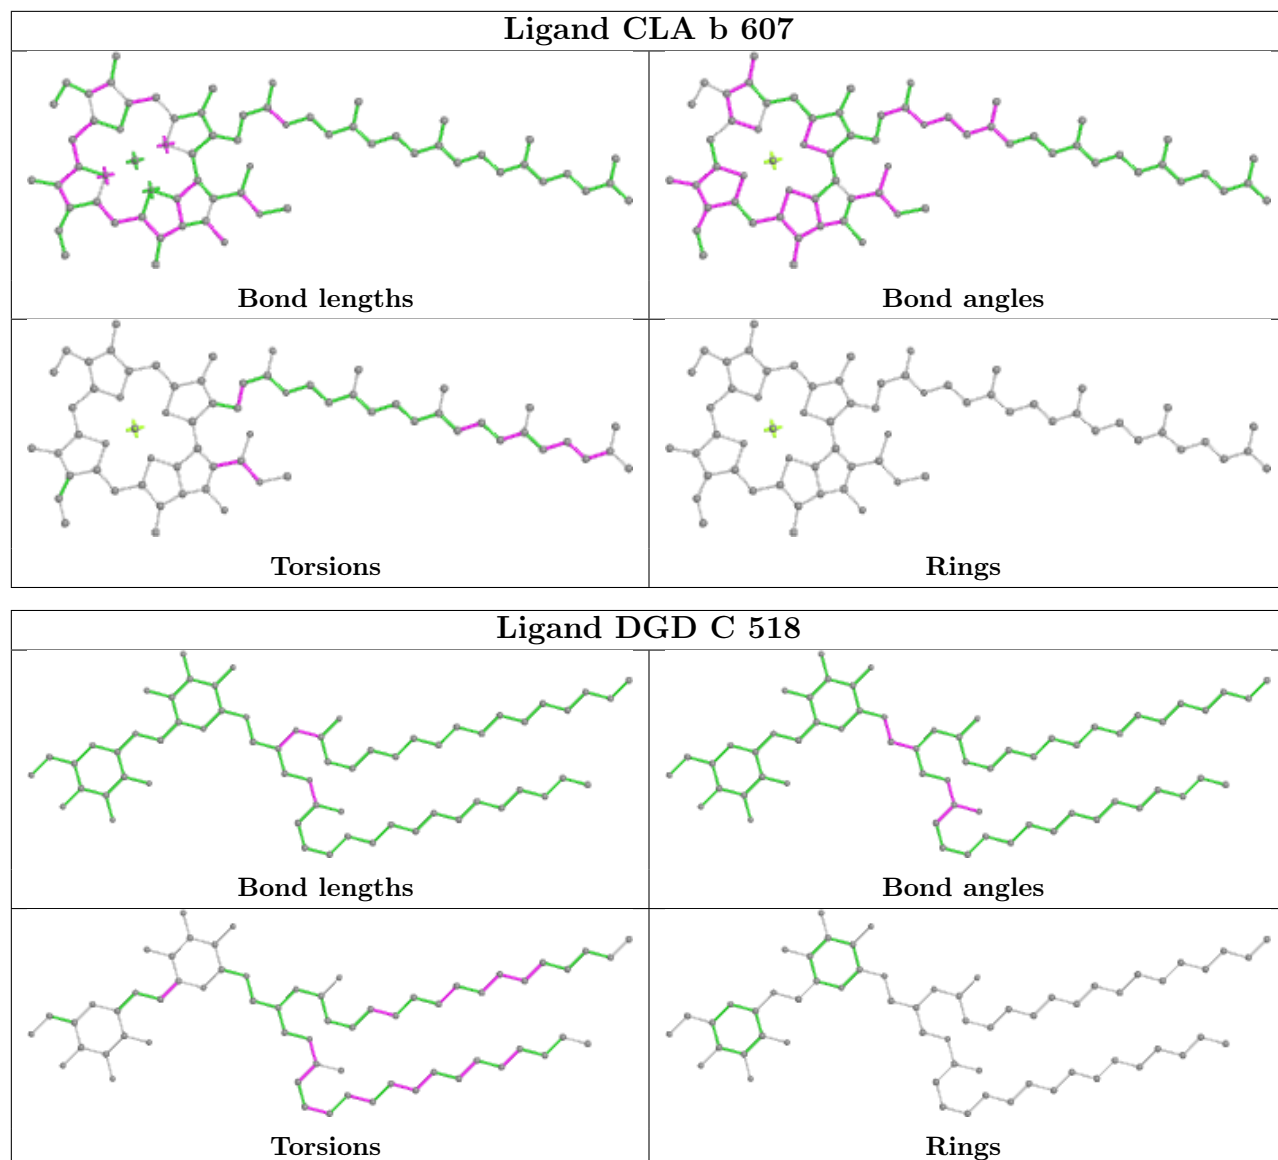 Ligand CLA b 607
Bond lengths
Bond angles
Torsions
Rings
Ligand DGD C 518
Bond lengths
Bond angles
Torsions
Rings